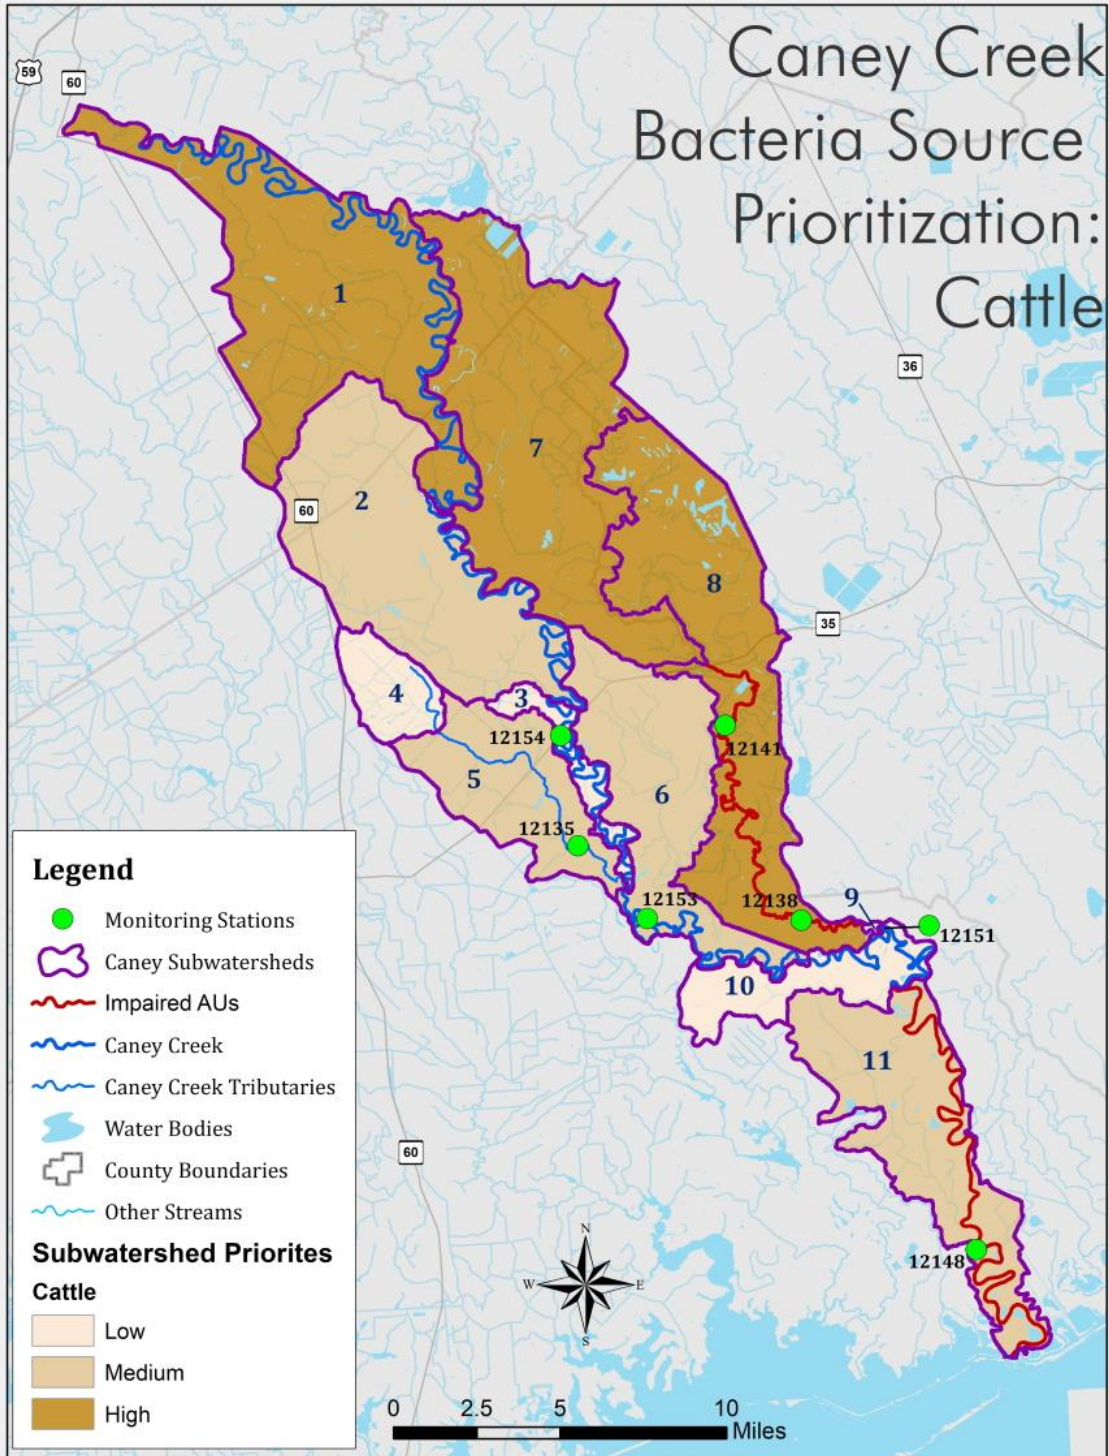 Caney Creek
Bacteria Source
Prioritization:
Cattle
59
60
36
1
7
2
60
8
35
4
3
12154
12141
5
6
12135
12153
12138
9
12151
10
11
60
12148
Legend
Monitoring Stations
Caney Subwatersheds
Impaired AUs
Caney Creek
Caney Creek Tributaries
Water Bodies
County Boundaries
Other Streams
Subwatershed Priorites
Cattle
Low
Medium
High
N
W E
S
0 2.5 5 10
Miles